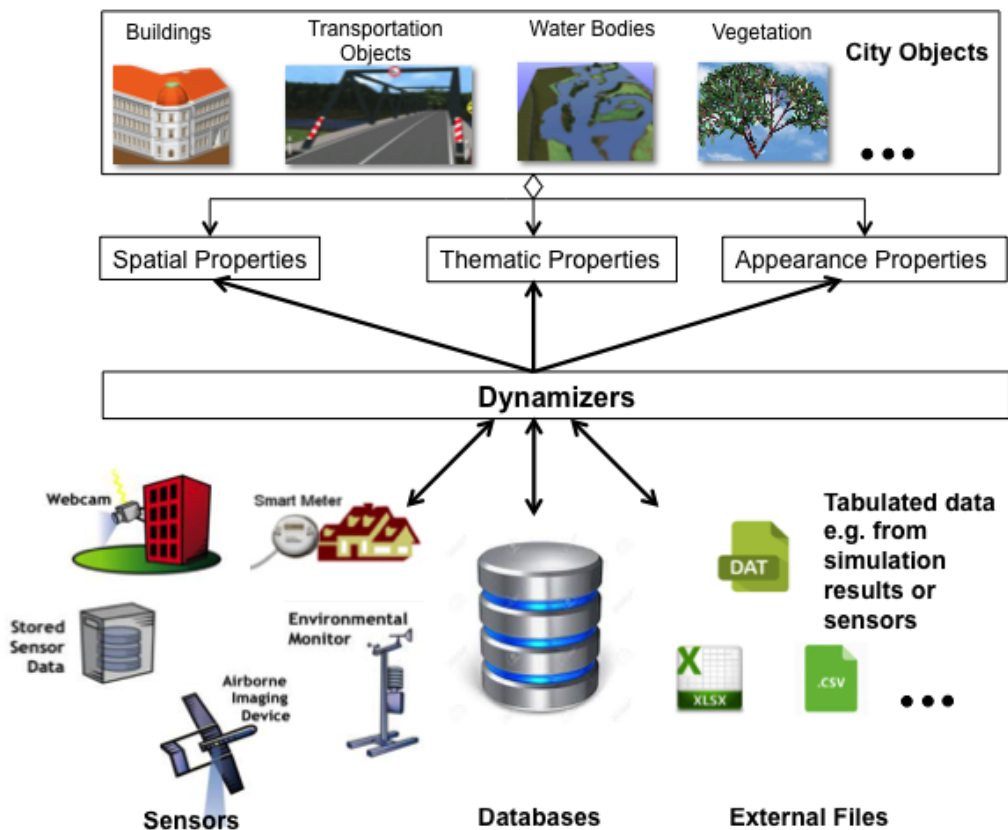 Buildings
Transportation
Objects
Water Bodies
Vegetation
City Objects
Spatial Properties
Thematic Properties
Appearance Properties
Dynamizers
Webcam
Smart Meter
Tabulated data
e.g. from
simulation
results or
sensors
DAT
Stored
Sensor
Data
Environmental
Monitor
Airborne
Imaging
Device
X
XLSX
.CSV
Sensors
Databases
External Files